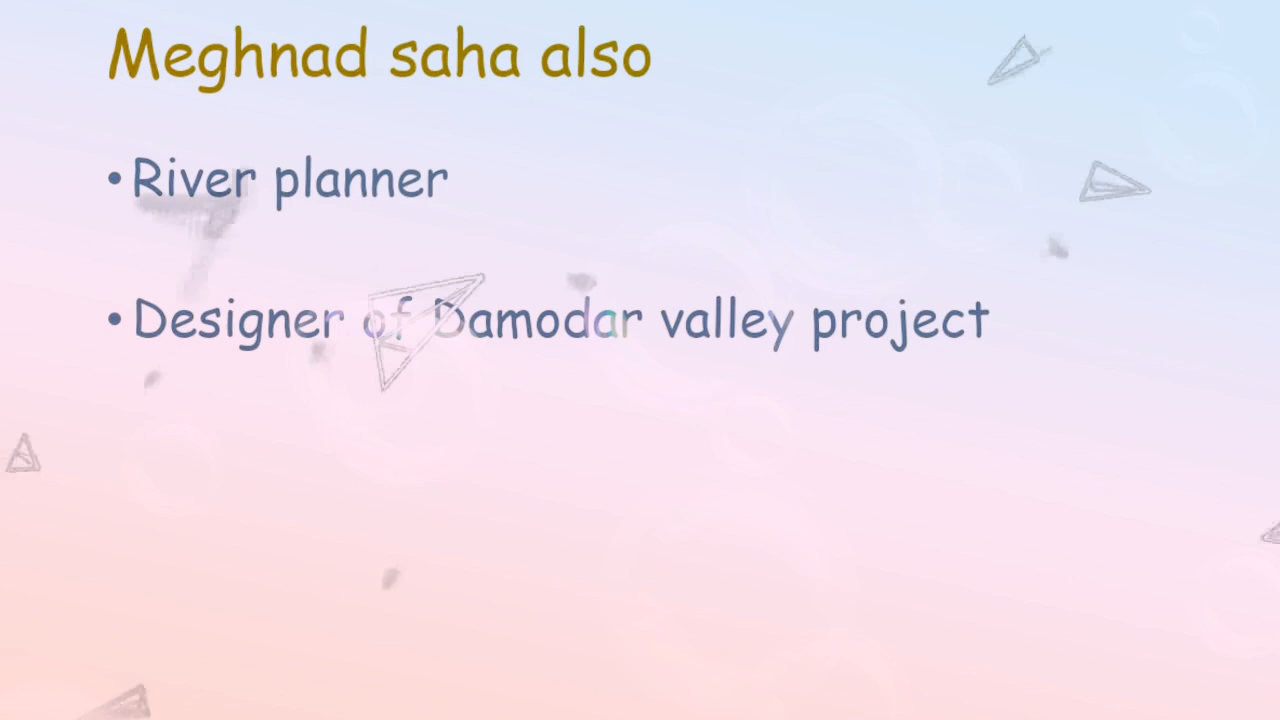 Meghnad saha also
• River planner
• Designer of Damodar valley project